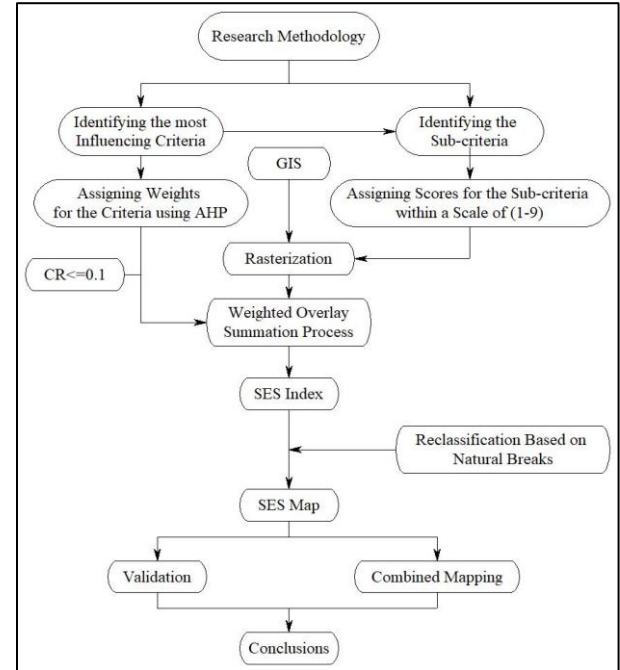 Research Methodology
Identifying the most
Influencing Criteria
Identifying the
Sub-criteria
GIS
Assigning Weights
for the Criteria using AHP
Assigning Scores for the Sub-criteria
within a Scale of (1-9)
Rasterization
CR<=0.1
Weighted Overlay
Summation Process
SES Index
Reclassification Based on
Natural Breaks
SES Map
Validation
Combined Mapping
Conclusions